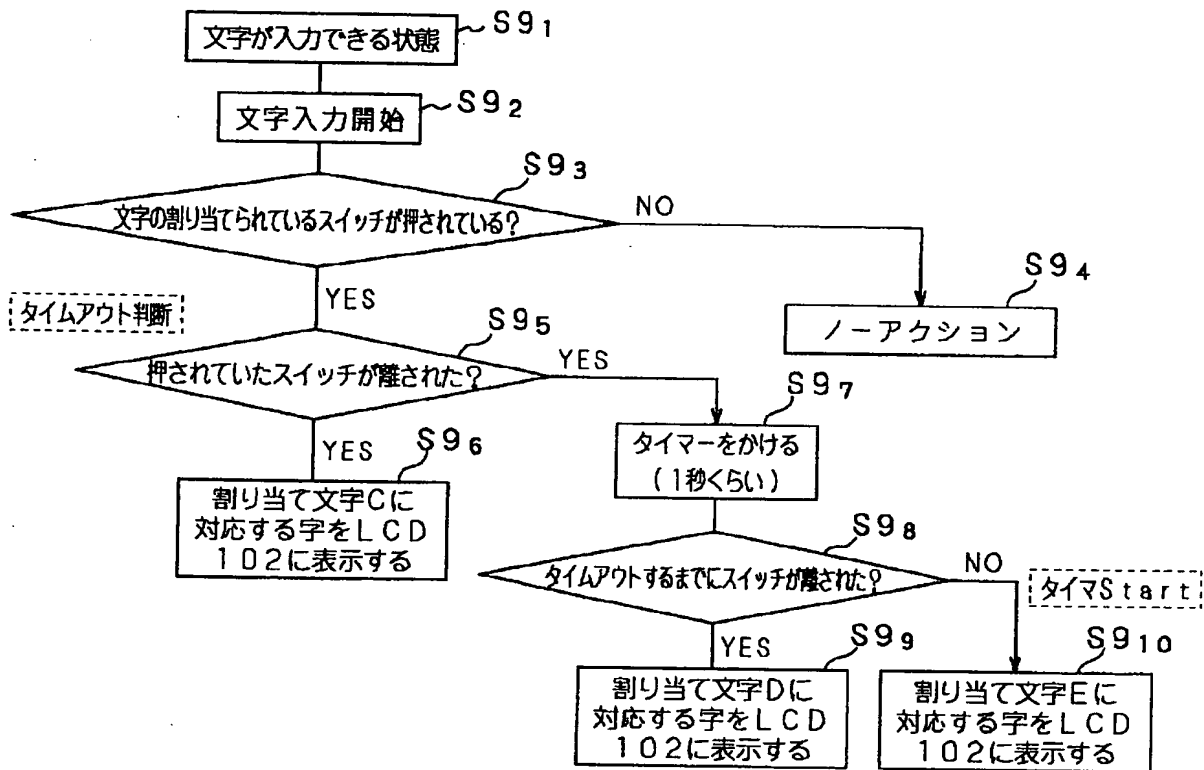 文字が入力できる状態
S9₁
文字入力開始
S9₂
S9₃
文字の割り当てられているスイッチが押されている?
NO
YES
S9₄
ノーアクション
タイムアウト判断
S9₅
押されていたスイッチが離された?
YES
YES
S9₆
割り当て文字Cに
対応する字をLCD
102に表示する
S9₇
タイマーをかける
(1秒くらい)
S9₈
タイムアウトするまでにスイッチが離された?
NO
タイマStart
YES
S9₉
割り当て文字Dに
対応する字をLCD
102に表示する
S9₁₀
割り当て文字Eに
対応する字をLCD
102に表示する